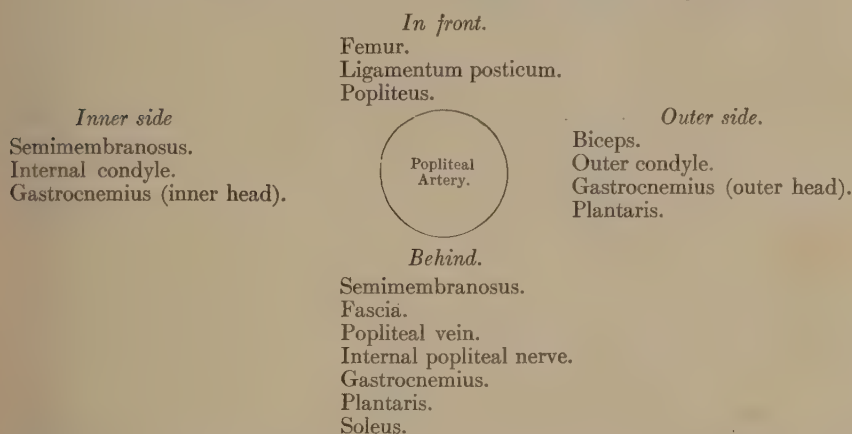 In front.
Femur.
Ligamentum posticum.
Popliteus.
Inner side
Semimembranosus.
Internal condyle.
Gastrocnemius (inner head).
Popliteal
Artery.
Outer side.
Biceps.
Outer condyle.
Gastrocnemius (outer head).
Plantaris.
Behind.
Semimembranosus.
Fascia.
Popliteal vein.
Internal popliteal nerve.
Gastrocnemius.
Plantaris.
Soleus.